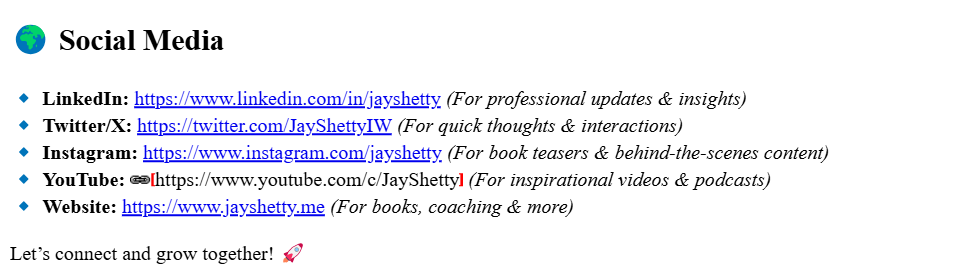 🌍 Social Media
🔹 LinkedIn: https://www.linkedin.com/in/jayshetty (For professional updates & insights)
🔹 Twitter/X: https://twitter.com/JayShettyIW (For quick thoughts & interactions)
🔹 Instagram: https://www.instagram.com/jayshetty (For book teasers & behind-the-scenes content)
🔹 YouTube: 🔗[https://www.youtube.com/c/JayShetty] (For inspirational videos & podcasts)
🔹 Website: https://www.jayshetty.me (For books, coaching & more)
Let’s connect and grow together! 🚀